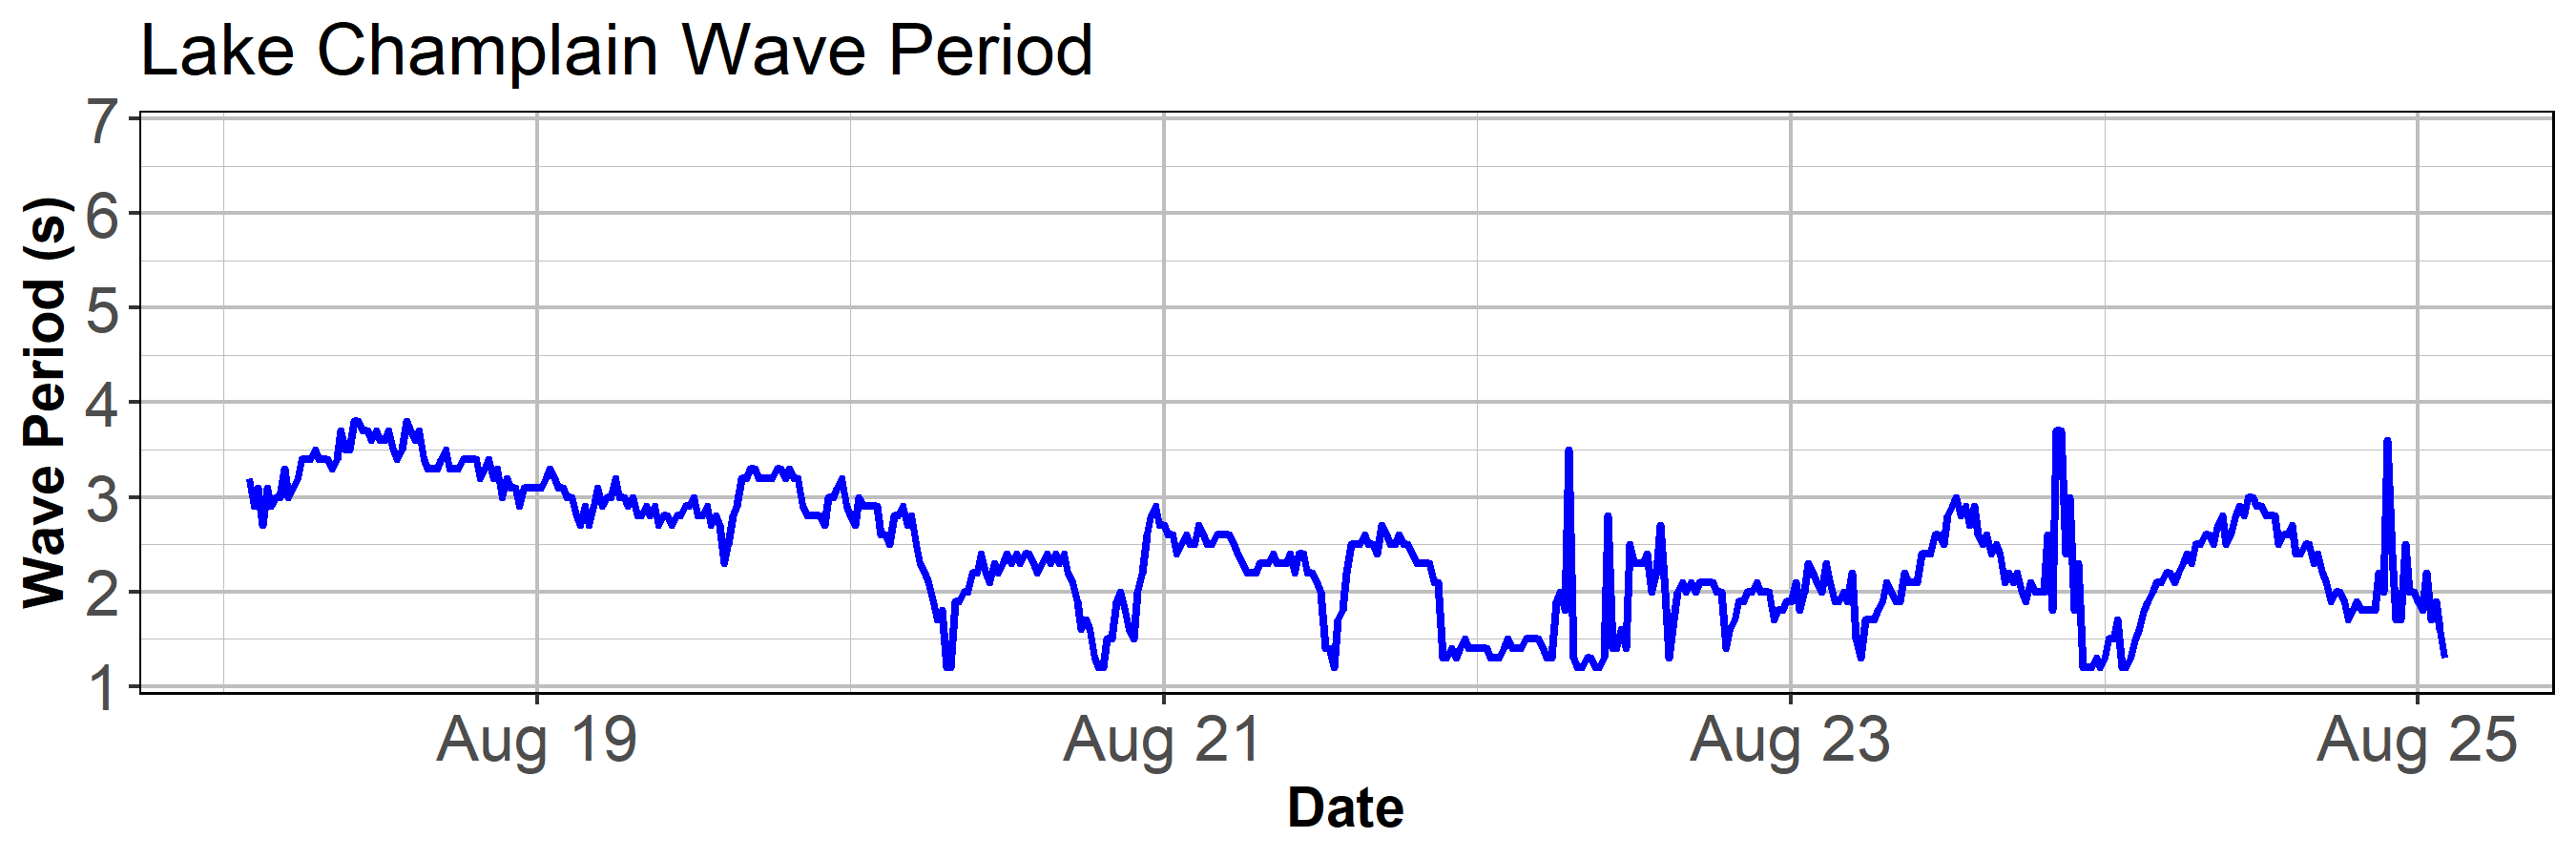 Lake Champlain Wave Period
Wave Period (s)
7
6
5
4
3
2
1
Aug 19
Aug 21
Aug 23
Aug 25
Date